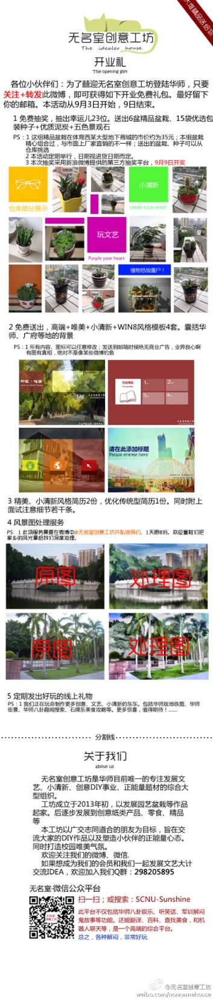 大堆精品送给你
无名室创意工坊
The idealer house
开业礼
The opening gift
各位小伙伴们：为了囍迎无名室创意工坊登陆华师，只要
关注+转发此微博，即可获得如下开业免费礼包。最好留下
你的邮箱。本活动从9月3日开始，9日结束。
1 免费抽奖，抽出幸运儿23位。送出6盆精品盆栽、15袋优选包
装种子+优质泥炭+五色景观石
PS：1 这组精品盆栽在体育西某大型地下商城的市价约为35元；本组盆栽
精心组合过，与市面上厂家直销的不一样；送出的盆栽、种子可以从
仓库挑选
2 本活动定期举行，日期视进货日期而定。
3 本次抽奖采用新浪微博提供的第三方抽奖平台，9月9日开奖
小清新
仓库部分展示
GREEN YOUR HEART
玩文艺
Purple your heart
植物怒战僵尸！
2 免费送出，高端+唯美+小清新+WIN8风格模板4套。囊括华
师、广府等地的背景
PS：1 所有内容、图标可以任意修改；发送到邮箱时候绝无商业广告，业界良心啊
有图有真相，绝对不是像某些微博钓鱼
印象·唯美
1
2
3
4
请在此添加标题
Please entitle here
3 精美、小清新风格简历2份，优化传统型简历1份。同时附上
面试注意细节若干条。
4 风景图处理服务
PS：1 此项服务需要在微博中@无名室创意工坊并私信预约，1天限8份。欢迎童鞋们把
家乡的风光拿给我们深度处理。
原图
处理图
原图
处理图
5 定期发出好玩的线上礼物
PS：1 我们正在玩命制作更多创意、文艺、小清新的东东。包括华师版地铁图、华师
街景、华师八卦趣闻搜索、石牌东美食攻略等。更多惊喜，值得期待！......
分割线
关于我们
about us
无名室创意工坊是华师目前唯一的专注发展文
艺、小清新、创意DIY事业、正能量题材的综合大
型组织。
工坊成立于2013年初，以发展园艺盆栽等作品
起家。后逐步发展到创意纸类产品、零食、精品
等
本工坊以广交志同道合的朋友为目标，旨在交
流大家的DIY作品以及塑造小伙伴的正能量心态。
同时打造校园唯美气氛。
欢迎关注我们的微博、微信.
如果想成为我们的会员和我们一起发展文艺大计
交流IDEA，欢迎加入我们Q群：298205895
无名室·微信公众平台
扫一扫；或搜索：SCNU-Sunshine
此平台不仅包括华师八卦娱乐、听笑话、军训解闷
鬼故事等功能。还能翻译、百科、查找美食，和机
器人聊天等，是一个高端的综合平台。
总之，各种解闷，非常好玩
@无名室创意工坊
weibo.com/nonnamehouse